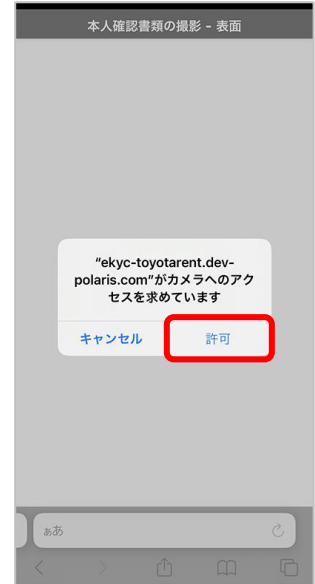 本人確認書類の撮影 - 表面
“ekyc-toyotarent.dev-
polaris.com”がカメラへのアク
セスを求めています
キャンセル 許可
ぁあ